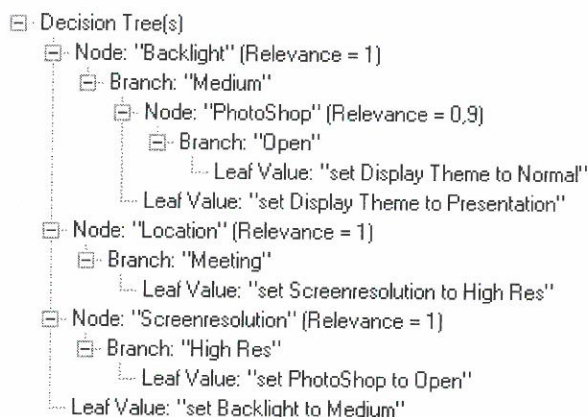 Decision Tree(s)
Node: "Backlight" (Relevance = 1)
Branch: "Medium"
Node: "PhotoShop" (Relevance = 0,9)
Branch: "Open"
Leaf Value: "set Display Theme to Normal"
Leaf Value: "set Display Theme to Presentation"
Node: "Location" (Relevance = 1)
Branch: "Meeting"
Leaf Value: "set Screenresolution to High Res"
Node: "Screenresolution" (Relevance = 1)
Branch: "High Res"
Leaf Value: "set PhotoShop to Open"
Leaf Value: "set Backlight to Medium"